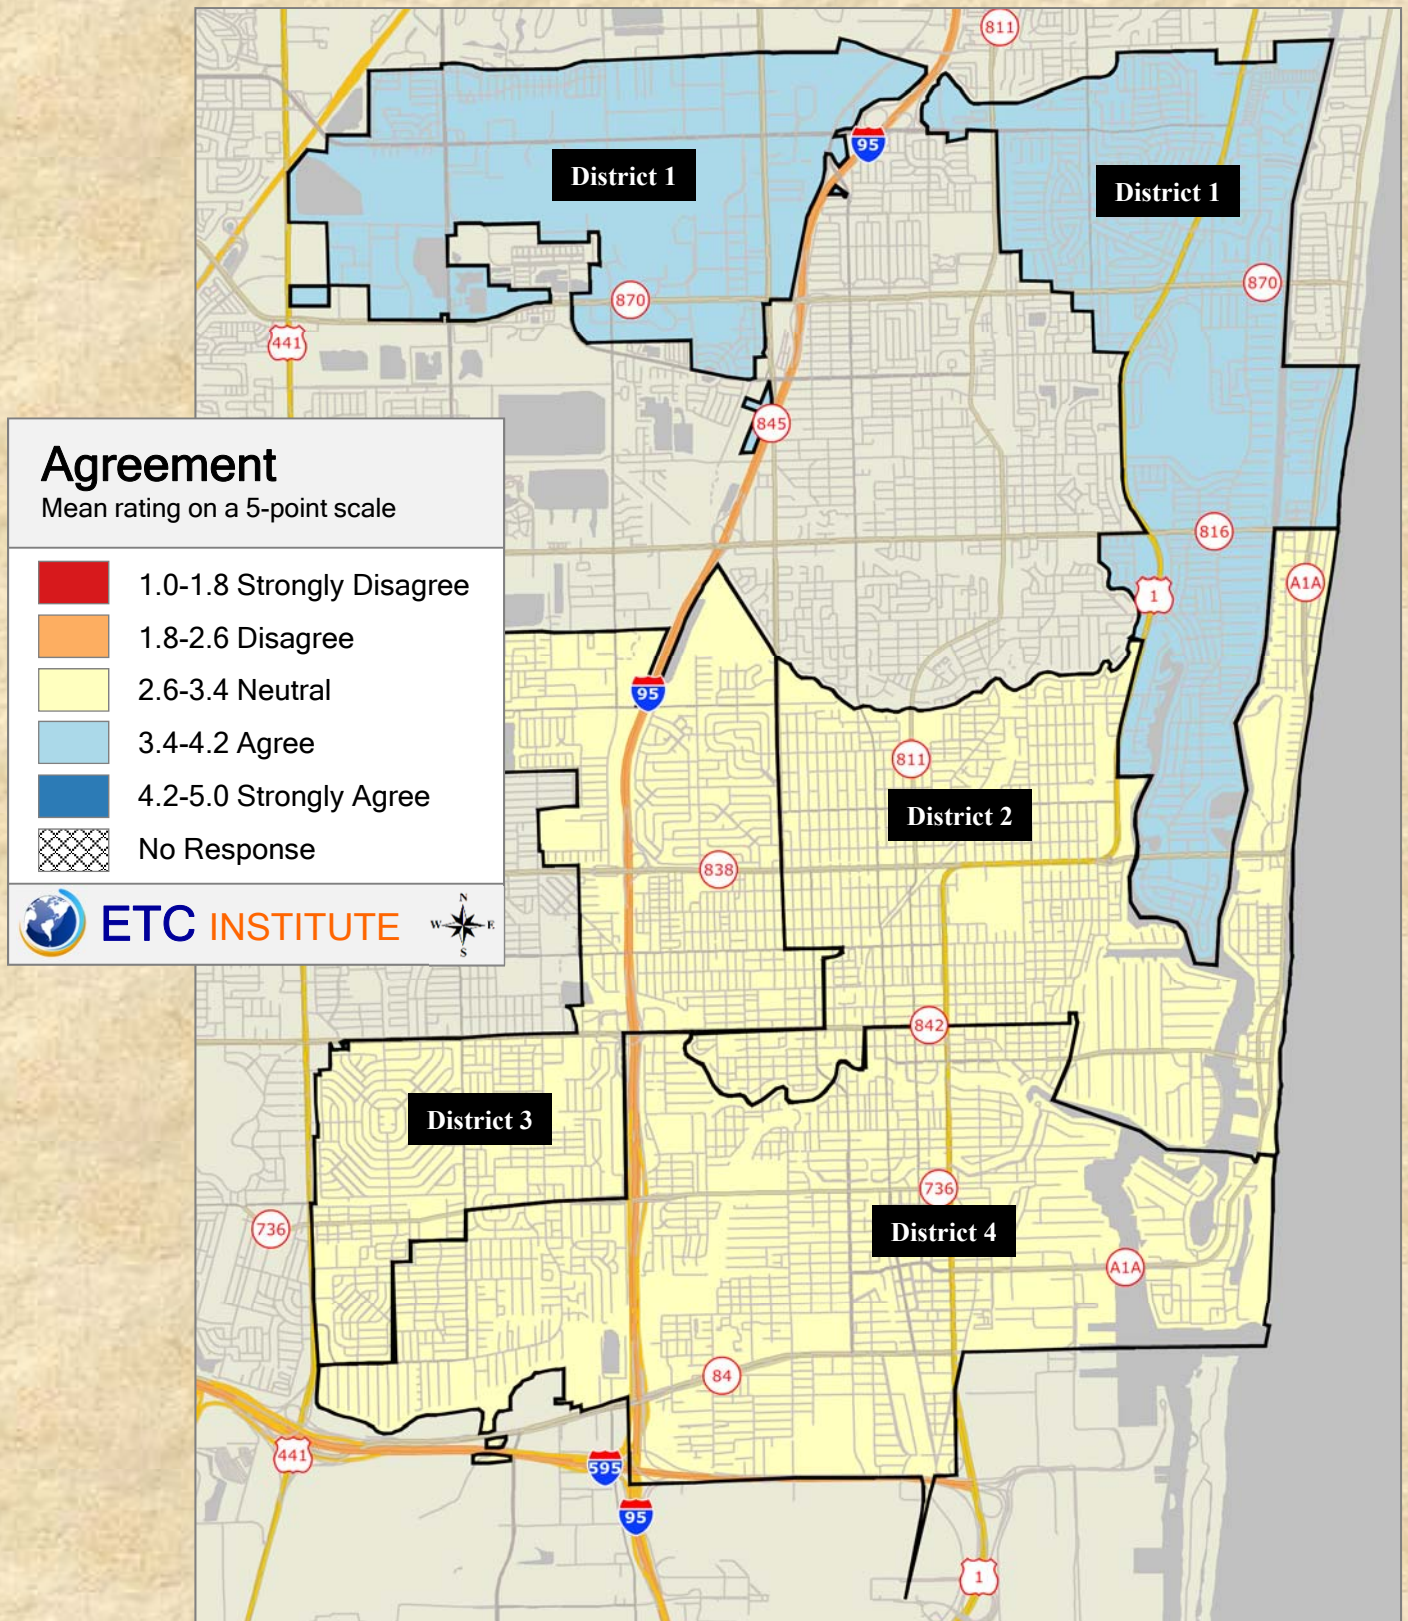 811
95
District 1
District 1
870
870
441
845
Agreement
Mean rating on a 5-point scale
1.0-1.8 Strongly Disagree
1.8-2.6 Disagree
2.6-3.4 Neutral
3.4-4.2 Agree
4.2-5.0 Strongly Agree
No Response
ETC INSTITUTE
N
W E
S
816
A1A
1
95
811
District 2
838
842
District 3
736
736
District 4
A1A
84
441
595
95
1